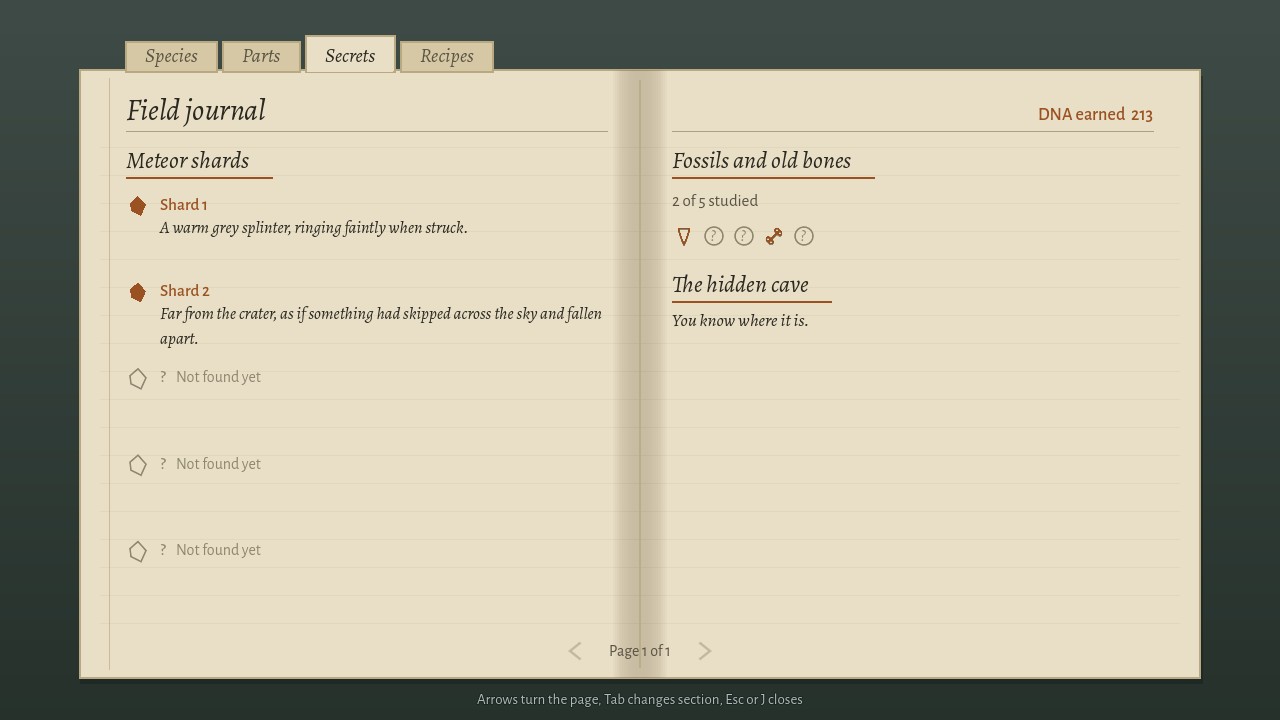 Species
Parts
Secrets
Recipes
Field journal
DNA earned 213
Meteor shards
Shard 1
A warm grey splinter, ringing faintly when struck.
Shard 2
Far from the crater, as if something had skipped across the sky and fallen
apart.
? Not found yet
? Not found yet
? Not found yet
Fossils and old bones
2 of 5 studied
? ? ?
The hidden cave
You know where it is.
Page 1 of 1
Arrows turn the page, Tab changes section, Esc or J closes